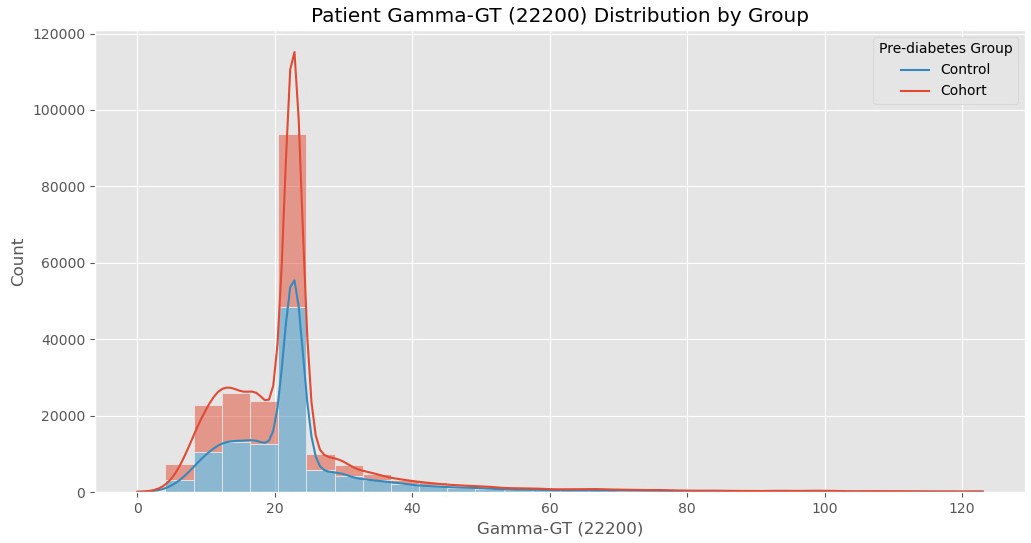 Patient Gamma-GT (22200) Distribution by Group
Pre-diabetes Group
Control
Cohort
Count
120000
100000
80000
60000
40000
20000
0
0 20 40 60 80 100 120
Gamma-GT (22200)